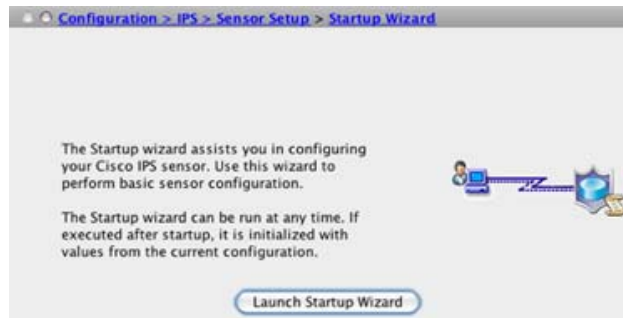 Configuration > IPS > Sensor Setup > Startup Wizard
The Startup wizard assists you in configuring
your Cisco IPS sensor. Use this wizard to
perform basic sensor configuration.
The Startup wizard can be run at any time. If
executed after startup, it is initialized with
values from the current configuration.
Launch Startup Wizard